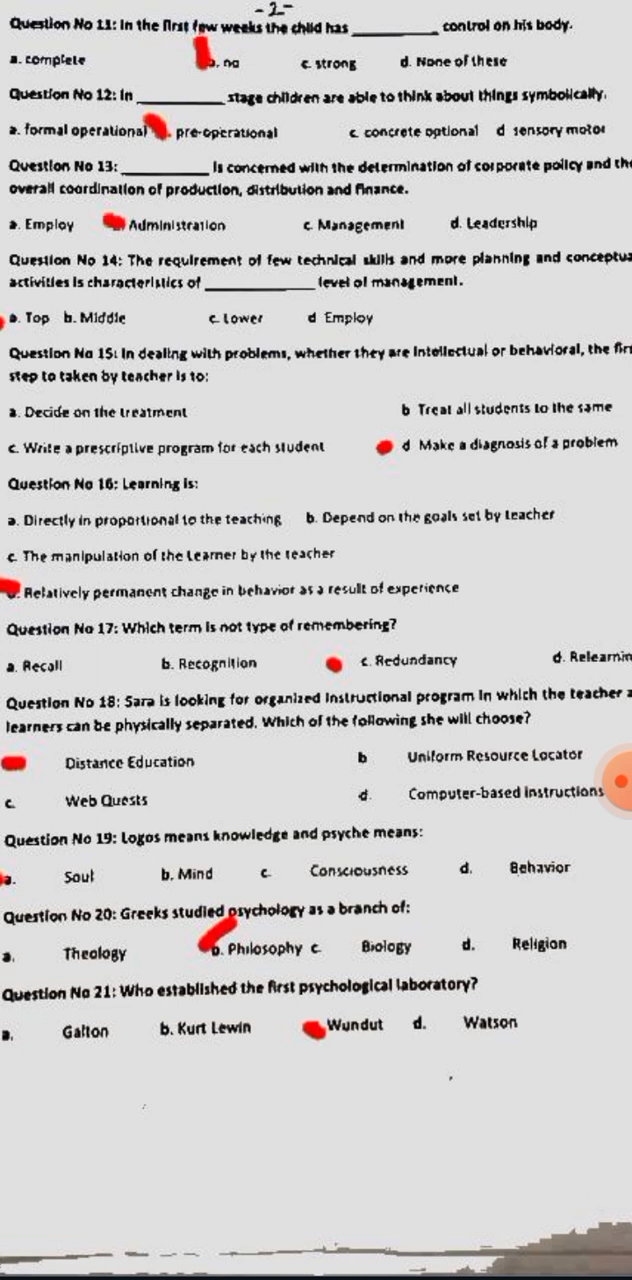 -2-
Question No 11: In the first few weeks the child has __________ control on his body.
a. complete b. no c. strong d. None of these
Question No 12: In __________ stage children are able to think about things symbolically.
a. formal operational . pre-operational c. concrete optional d sensory motor
Question No 13: __________ is concerned with the determination of corporate policy and the
overall coordination of production, distribution and finance.
a. Employ Administration c. Management d. Leadership
Question No 14: The requirement of few technical skills and more planning and conceptua
activities is characteristics of __________ level of management.
a. Top b. Middle c. Lower d Employ
Question No 15: In dealing with problems, whether they are intellectual or behavioral, the fir
step to taken by teacher is to:
a. Decide on the treatment b Treat all students to the same
c. Write a prescriptive program for each student d Make a diagnosis of a problem
Question No 16: Learning is:
a. Directly in proportional to the teaching b. Depend on the goals set by teacher
c. The manipulation of the Learner by the teacher
. Relatively permanent change in behavior as a result of experience
Question No 17: Which term is not type of remembering?
a. Recall b. Recognition c. Redundancy d. Relearnin
Question No 18: Sara is looking for organized instructional program in which the teacher a
learners can be physically separated. Which of the following she will choose?
Distance Education b Uniform Resource Locator
c. Web Quests d. Computer-based instructions
Question No 19: Logos means knowledge and psyche means:
a. Soul b. Mind c. Consciousness d. Behavior
Question No 20: Greeks studied psychology as a branch of:
a. Theology b. Philosophy c Biology d. Religion
Question No 21: Who established the first psychological laboratory?
a. Galton b. Kurt Lewin Wundut d. Watson